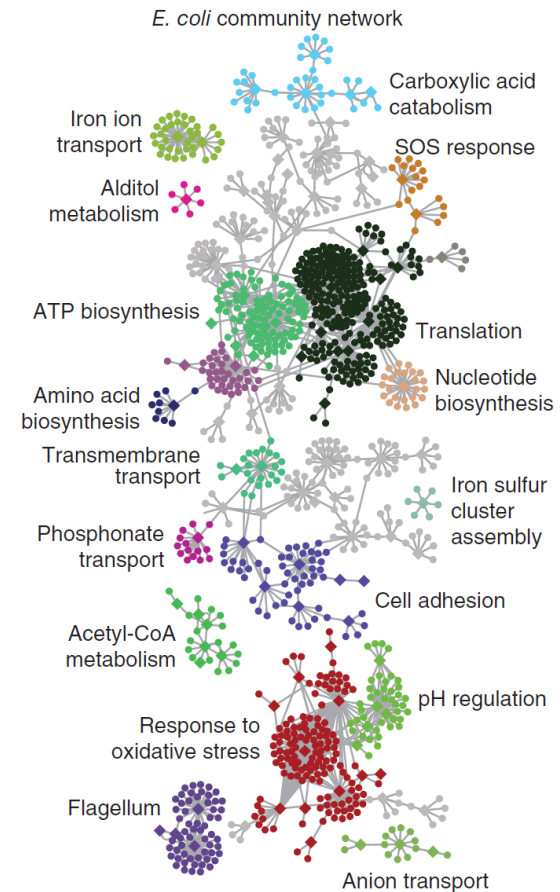 E. coli community network
Carboxylic acid
catabolism
Iron ion
transport
SOS response
Alditol
metabolism
ATP biosynthesis
Translation
Amino acid
biosynthesis
Nucleotide
biosynthesis
Transmembrane
transport
Iron sulfur
cluster
assembly
Phosphonate
transport
Cell adhesion
Acetyl-CoA
metabolism
pH regulation
Response to
oxidative stress
Flagellum
Anion transport